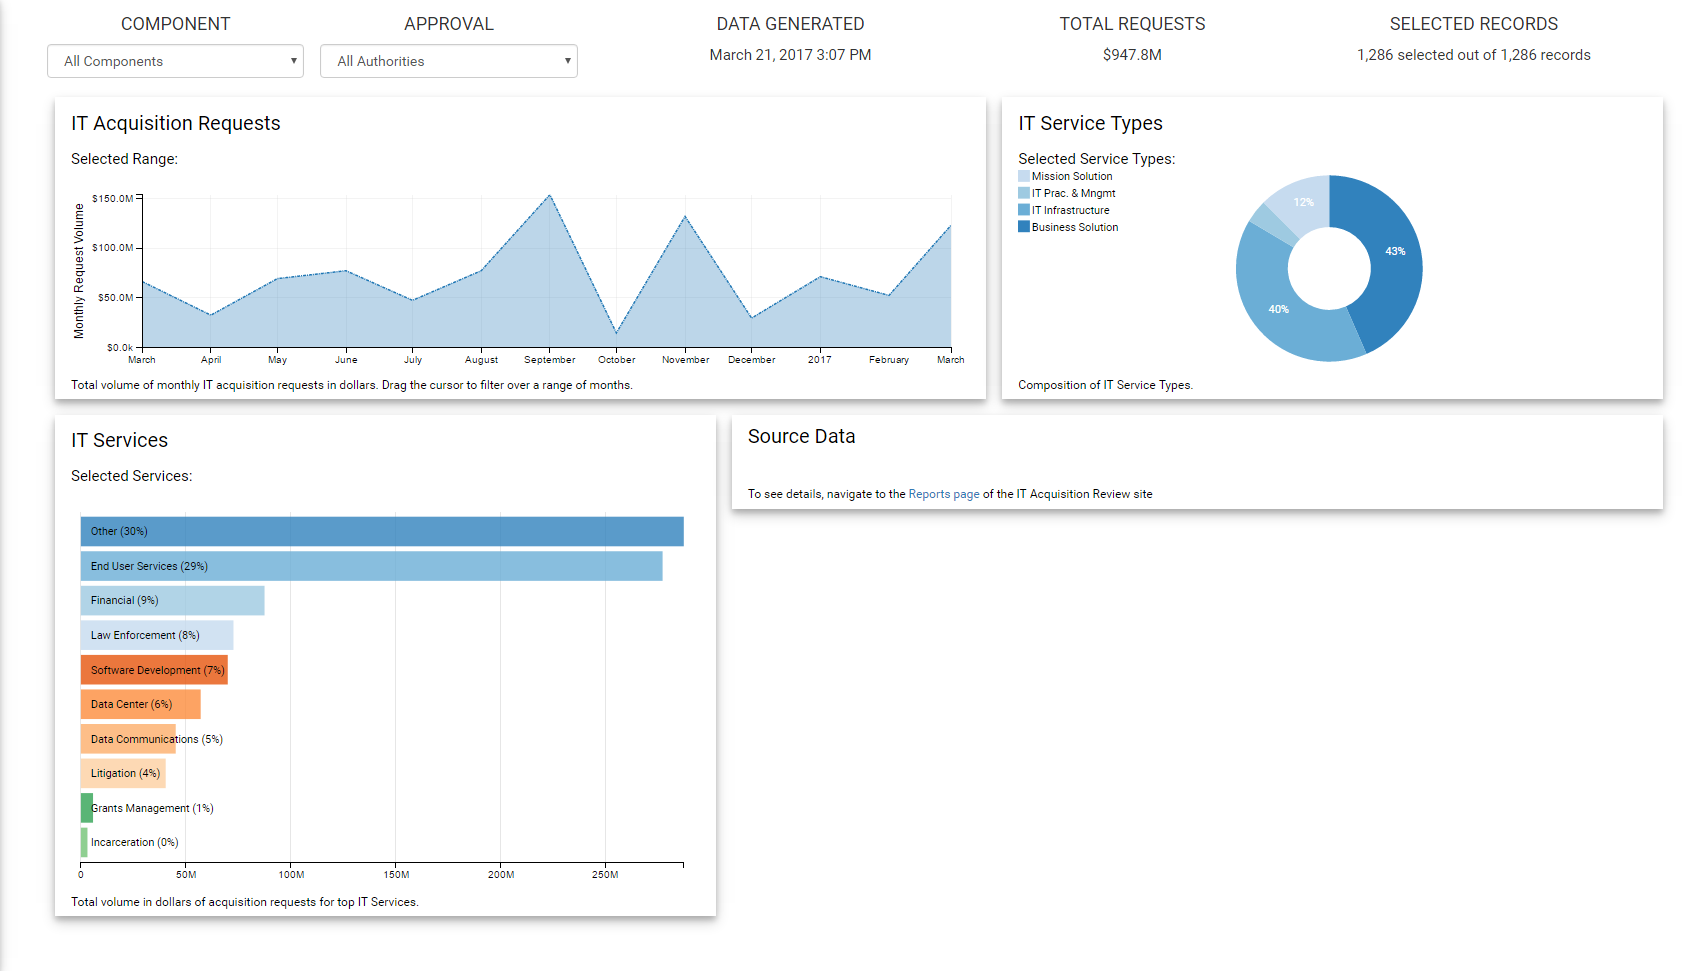 COMPONENT
APPROVAL
DATA GENERATED
TOTAL REQUESTS
SELECTED RECORDS
All Components
All Authorities
March 21, 2017 3:07 PM
$947.8M
1,286 selected out of 1,286 records
IT Acquisition Requests
Selected Range:
Monthly Request Volume
$150.0M
$100.0M
$50.0M
$0.0k
March April May June July August September October November December 2017 February March
Total volume of monthly IT acquisition requests in dollars. Drag the cursor to filter over a range of months.
IT Service Types
Selected Service Types:
Mission Solution
IT Prac. & Mngmt
IT Infrastructure
Business Solution
12%
43%
40%
Composition of IT Service Types.
IT Services
Selected Services:
Other (30%)
End User Services (29%)
Financial (9%)
Law Enforcement (8%)
Software Development (7%)
Data Center (6%)
Data Communications (5%)
Litigation (4%)
Grants Management (1%)
Incarceration (0%)
0 50M 100M 150M 200M 250M
Total volume in dollars of acquisition requests for top IT Services.
Source Data
To see details, navigate to the Reports page of the IT Acquisition Review site